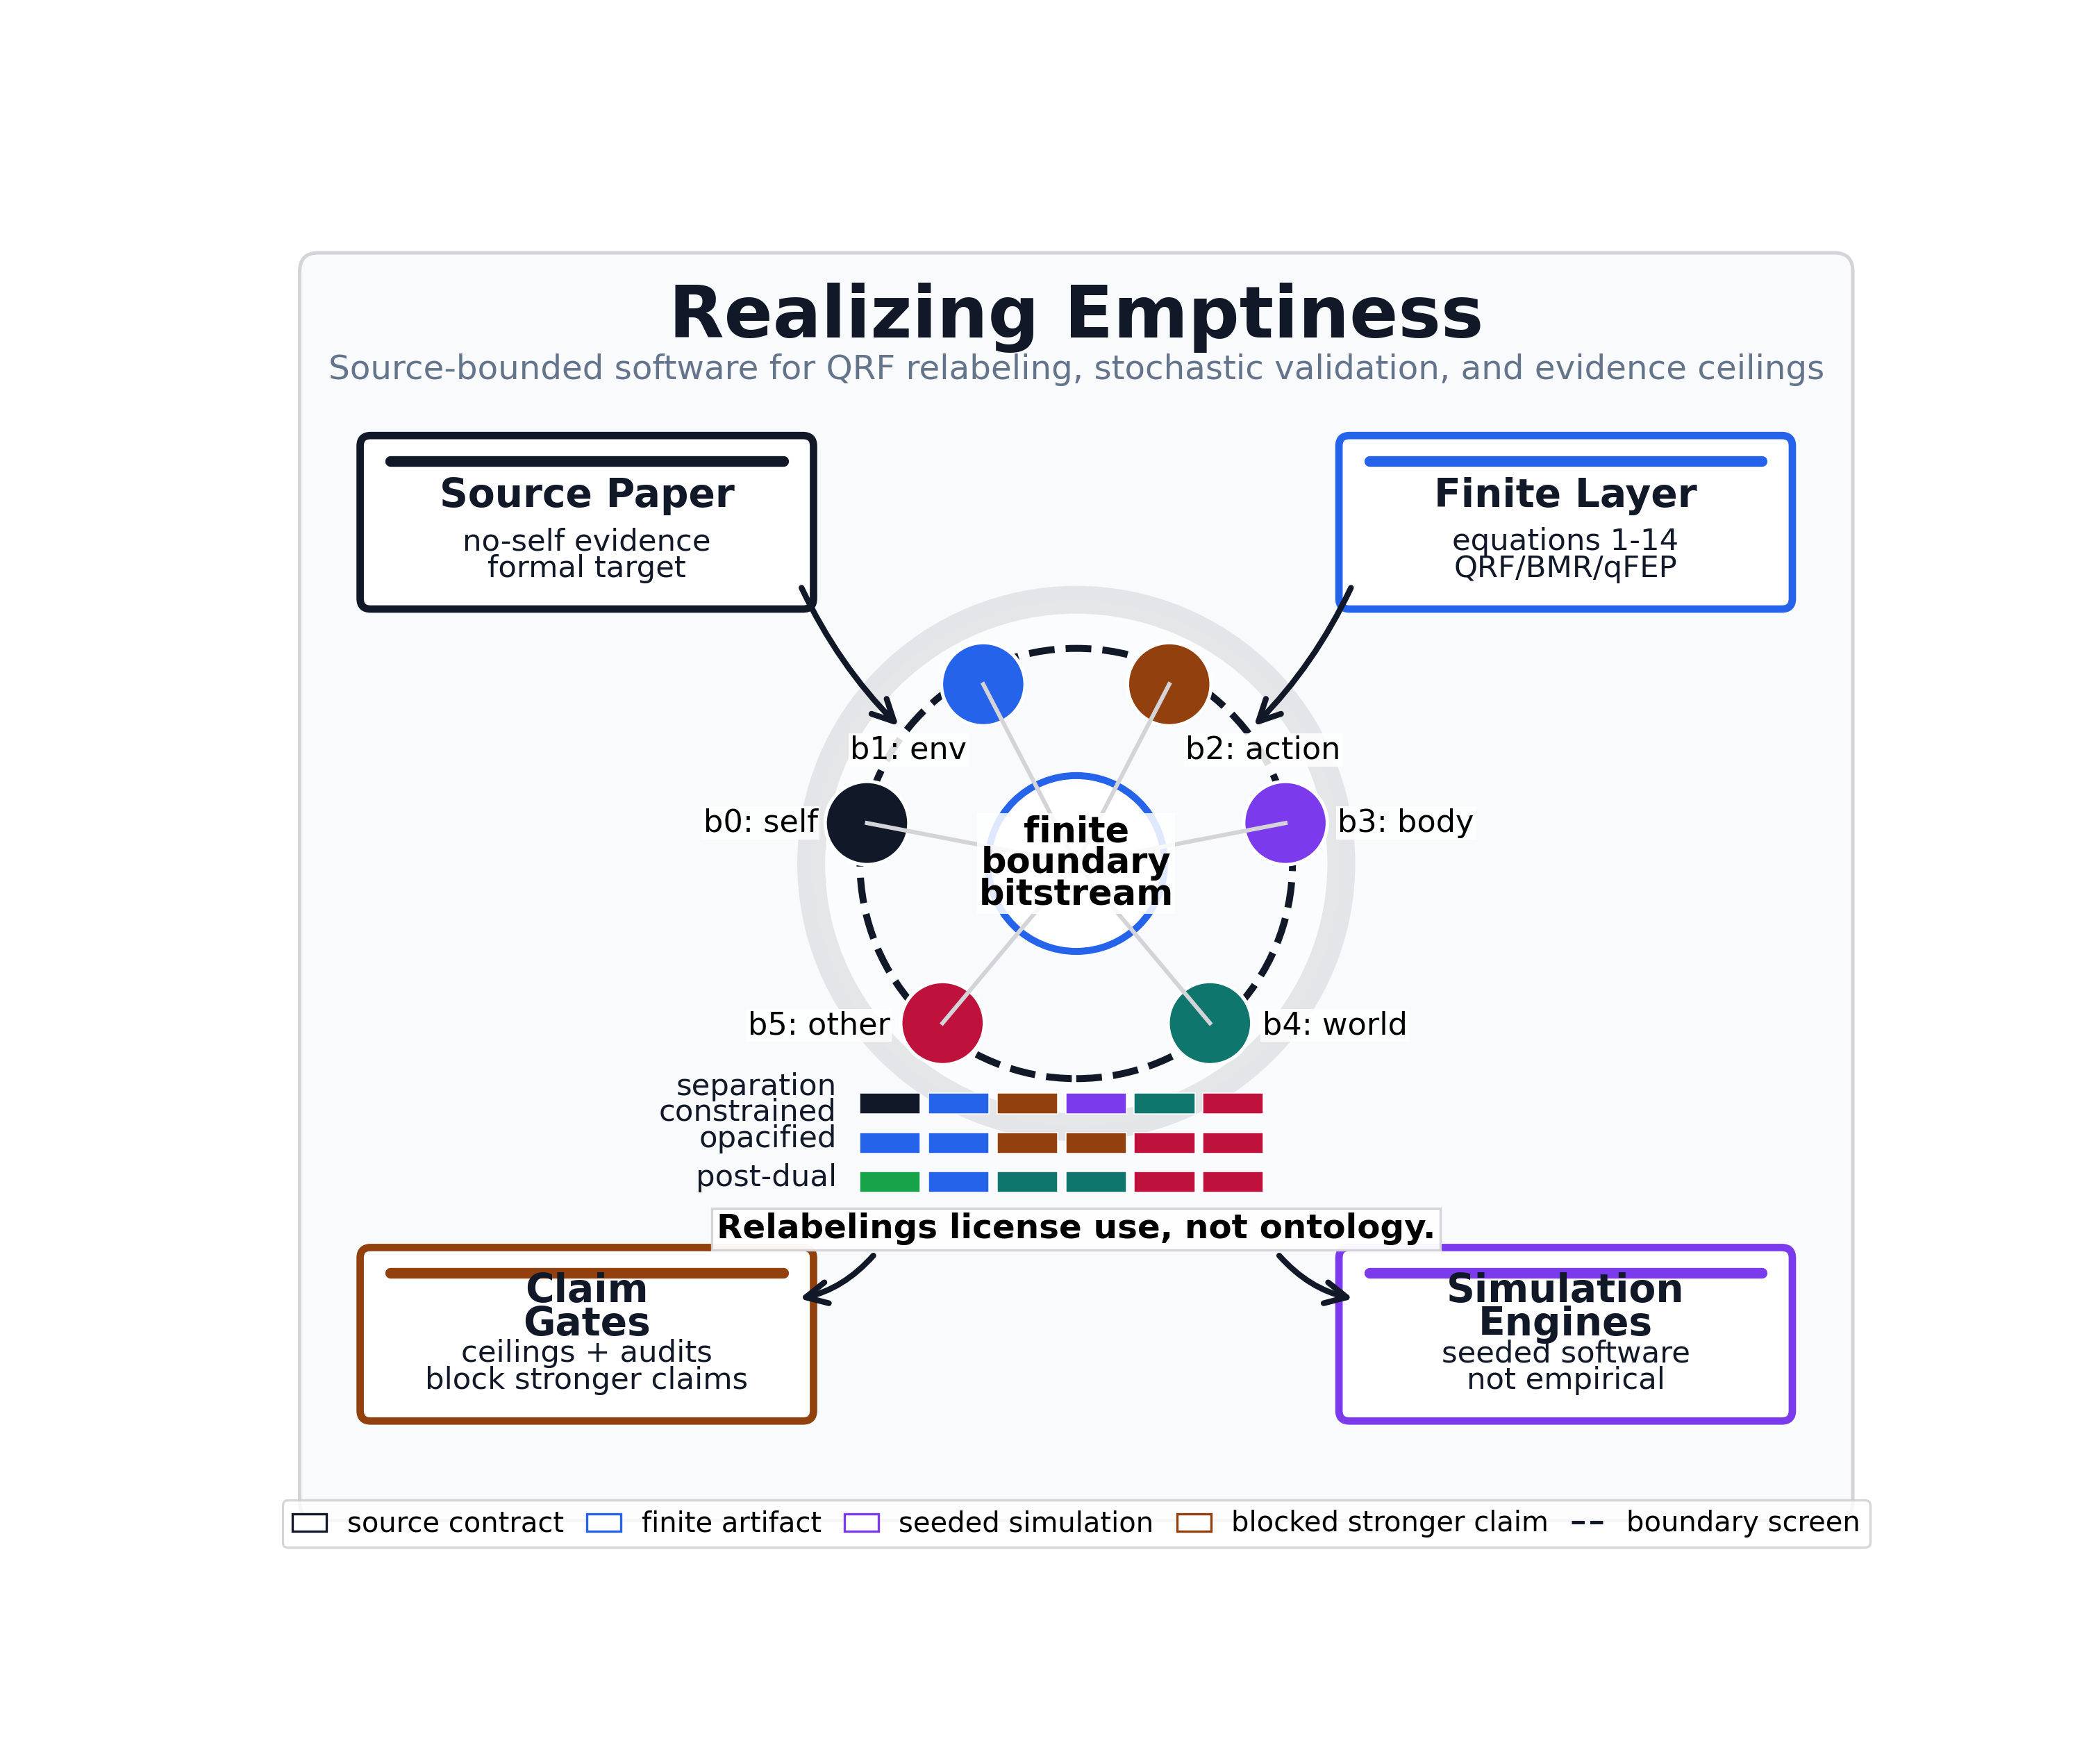 Realizing Emptiness
Source-bounded software for QRF relabeling, stochastic validation, and evidence ceilings
Source Paper
no-self evidence
formal target
Finite Layer
equations 1-14
QRF/BMR/qFEP
b1: env
b2: action
b0: self
b3: body
finite
boundary
bitstream
b5: other
b4: world
separation
constrained
opacified
post-dual
Relabelings license use, not ontology.
Claim
Gates
ceilings + audits
block stronger claims
Simulation
Engines
seeded software
not empirical
source contract
finite artifact
seeded simulation
blocked stronger claim
boundary screen